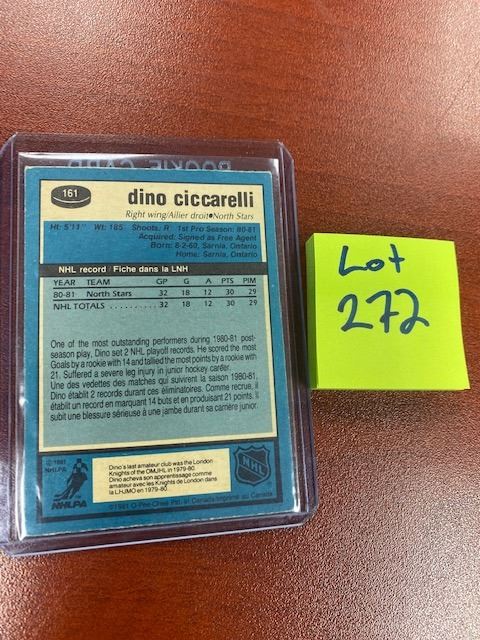 ROOKIE CARD
161
dino ciccarelli
Right wing/Ailier droit•North Stars
Ht: 5'11" Wt: 185 Shoots: R 1st Pro Season: 80-81
Acquired: Signed as Free Agent
Born: 8-2-60, Sarnia, Ontario
Home: Sarnia, Ontario
NHL record / Fiche dans la LNH
YEAR TEAM GP G A PTS PIM
80-81 North Stars 32 18 12 30 29
NHL TOTALS .......... 32 18 12 30 29
One of the most outstanding performers during 1980-81 post-
season play, Dino set 2 NHL playoff records. He scored the most
Goals by a rookie with 14 and tallied the most points by a rookie with
21. Suffered a severe leg injury in junior hockey career.
Une des vedettes des matches qui suivirent la saison 1980-81,
Dino établit 2 records durant ces éliminatoires. Comme recrue, il
établit un record en marquant 14 buts et en produisant 21 points. Il
subit une blessure sérieuse à une jambe durant sa carrière junior.
© 1981
NHLPA
NHLPA
Dino's last amateur club was the London
Knights of the OMJHL in 1979-80.
Dino acheva son apprentissage comme
amateur avec les Knights de London dans
la LHJMO en 1979-80.
NHL
©1981 O-Pee-Chee Ptd. in Canada-Imprimé au Canada
Lot
272